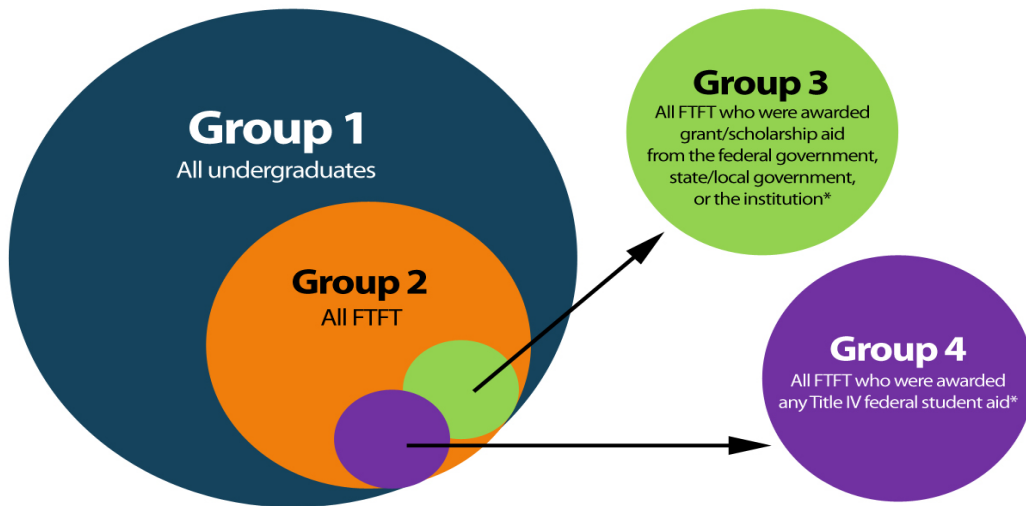 Group 1
All undergraduates
Group 2
All FTFT
Group 3
All FTFT who were awarded
grant/scholarship aid
from the federal government,
state/local government,
or the institution*
Group 4
All FTFT who were awarded
any Title IV federal student aid*